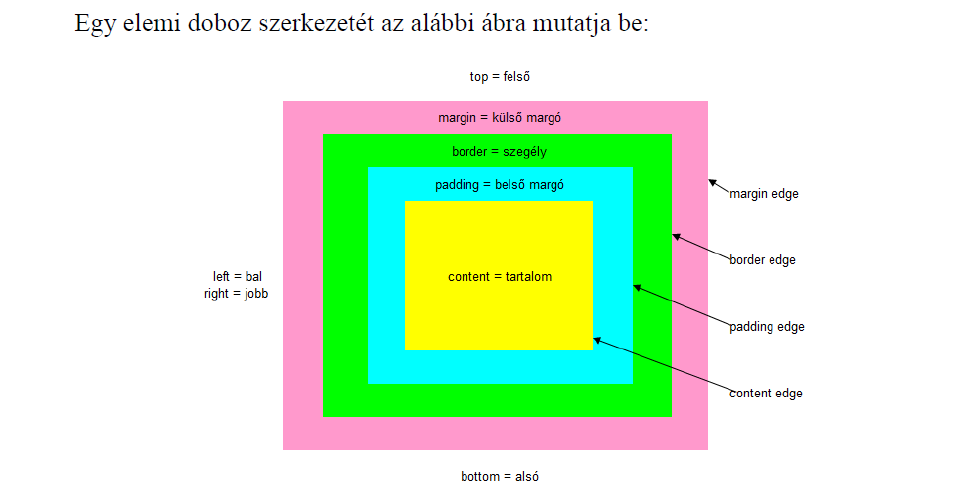 Egy elemi doboz szerkezetét az alábbi ábra mutatja be:
top = felső
margin = külső margó
border = szegély
padding = belső margó
content = tartalom
left = bal
right = jobb
margin edge
border edge
padding edge
content edge
bottom = alsó